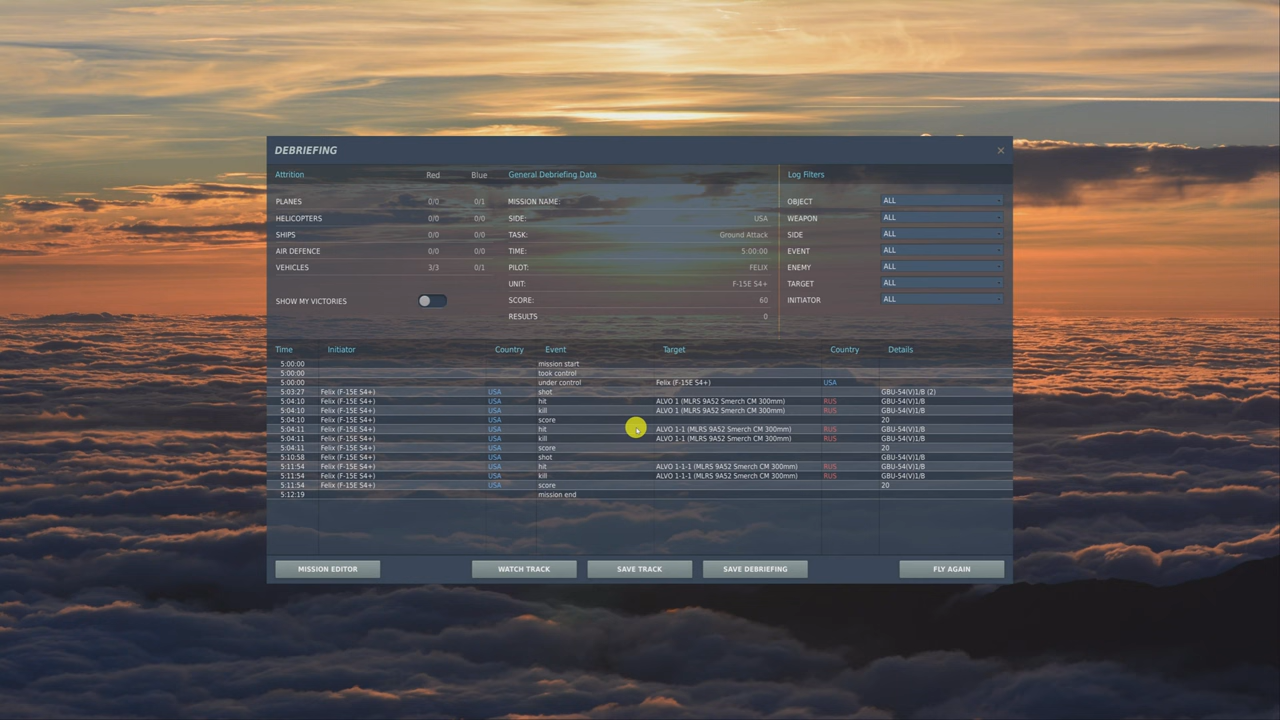 DEBRIEFING ×
Attrition Red Blue General Debriefing Data Log Filters
PLANES 0/0 0/1 MISSION NAME: OBJECT ALL
HELICOPTERS 0/0 0/0 SIDE: USA WEAPON ALL
SHIPS 0/0 0/0 TASK: Ground Attack SIDE ALL
AIR DEFENCE 0/0 0/0 TIME: 5:00:00 EVENT ALL
VEHICLES 3/3 0/1 PILOT: FELIX ENEMY ALL
UNIT: F-15E S4+ TARGET ALL
SHOW MY VICTORIES SCORE: 60 INITIATOR ALL
RESULTS 0
Time Initiator Country Event Target Country Details
5:00:00 mission start
5:00:00 took control
5:00:00 under control Felix (F-15E S4+) USA
5:03:27 Felix (F-15E S4+) USA shot GBU-54(V)1/B (2)
5:04:10 Felix (F-15E S4+) USA hit ALVO 1 (MLRS 9A52 Smerch CM 300mm) RUS GBU-54(V)1/B
5:04:10 Felix (F-15E S4+) USA kill ALVO 1 (MLRS 9A52 Smerch CM 300mm) RUS GBU-54(V)1/B
5:04:10 Felix (F-15E S4+) USA score 20
5:04:11 Felix (F-15E S4+) USA hit ALVO 1-1 (MLRS 9A52 Smerch CM 300mm) RUS GBU-54(V)1/B
5:04:11 Felix (F-15E S4+) USA kill ALVO 1-1 (MLRS 9A52 Smerch CM 300mm) RUS GBU-54(V)1/B
5:04:11 Felix (F-15E S4+) USA score 20
5:10:58 Felix (F-15E S4+) USA shot GBU-54(V)1/B
5:11:54 Felix (F-15E S4+) USA hit ALVO 1-1-1 (MLRS 9A52 Smerch CM 300mm) RUS GBU-54(V)1/B
5:11:54 Felix (F-15E S4+) USA kill ALVO 1-1-1 (MLRS 9A52 Smerch CM 300mm) RUS GBU-54(V)1/B
5:11:54 Felix (F-15E S4+) USA score 20
5:12:19 mission end
MISSION EDITOR WATCH TRACK SAVE TRACK SAVE DEBRIEFING FLY AGAIN